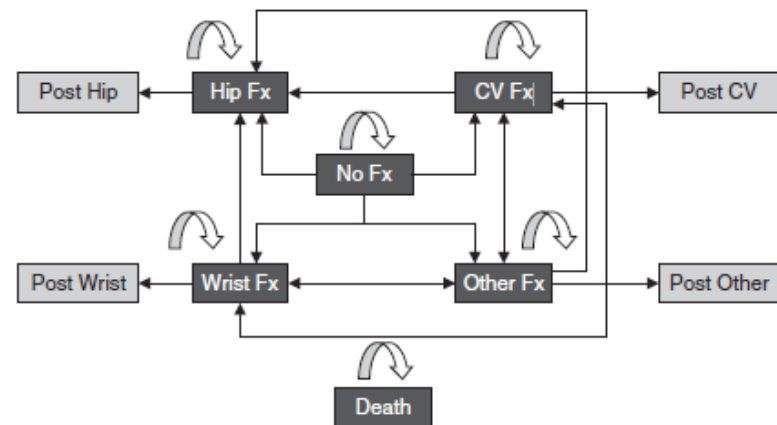 Post Hip
Hip Fx
CV Fx
Post CV
No Fx
Post Wrist
Wrist Fx
Other Fx
Post Other
Death